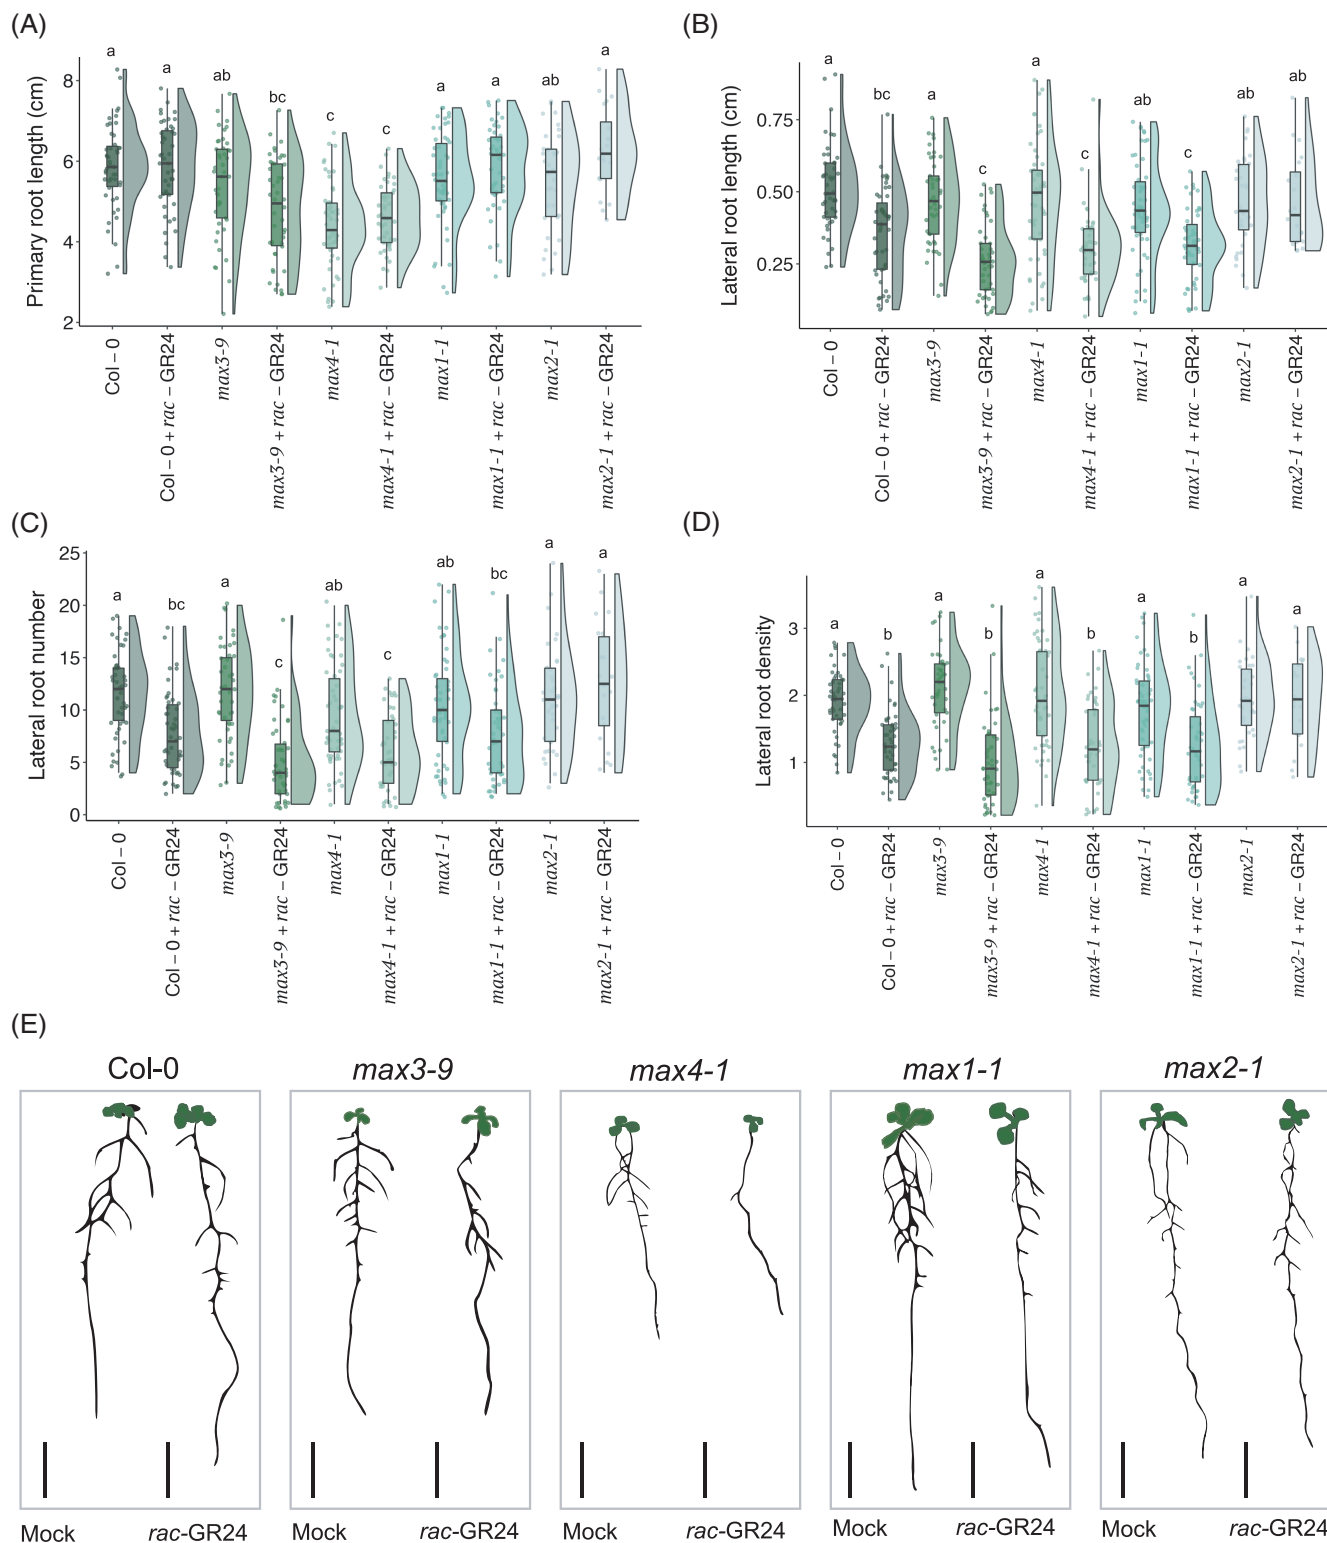 (A)
Primary root length (cm)
8
6
4
2
a
a
ab
bc
c
c
a
a
ab
a
Col – 0
Col – 0 + rac – GR24
max3-9
max3-9 + rac – GR24
max4-1
max4-1 + rac – GR24
max1-1
max1-1 + rac – GR24
max2-1
max2-1 + rac – GR24
(B)
Lateral root length (cm)
0.75
0.50
0.25
a
bc
a
c
a
c
ab
c
ab
ab
Col – 0
Col – 0 + rac – GR24
max3-9
max3-9 + rac – GR24
max4-1
max4-1 + rac – GR24
max1-1
max1-1 + rac – GR24
max2-1
max2-1 + rac – GR24
(C)
Lateral root number
25
20
15
10
5
0
a
bc
a
c
ab
c
ab
bc
a
a
Col – 0
Col – 0 + rac – GR24
max3-9
max3-9 + rac – GR24
max4-1
max4-1 + rac – GR24
max1-1
max1-1 + rac – GR24
max2-1
max2-1 + rac – GR24
(D)
Lateral root density
3
2
1
a
b
a
b
a
b
a
b
a
a
Col – 0
Col – 0 + rac – GR24
max3-9
max3-9 + rac – GR24
max4-1
max4-1 + rac – GR24
max1-1
max1-1 + rac – GR24
max2-1
max2-1 + rac – GR24
(E)
Col-0
max3-9
max4-1
max1-1
max2-1
Mock
rac-GR24
Mock
rac-GR24
Mock
rac-GR24
Mock
rac-GR24
Mock
rac-GR24